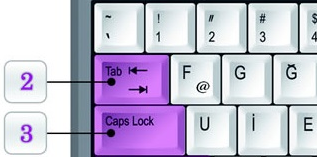 ~ ! " # $
` 1 2 3 4
2 Tab F @ G Ğ
3 Caps Lock U İ E